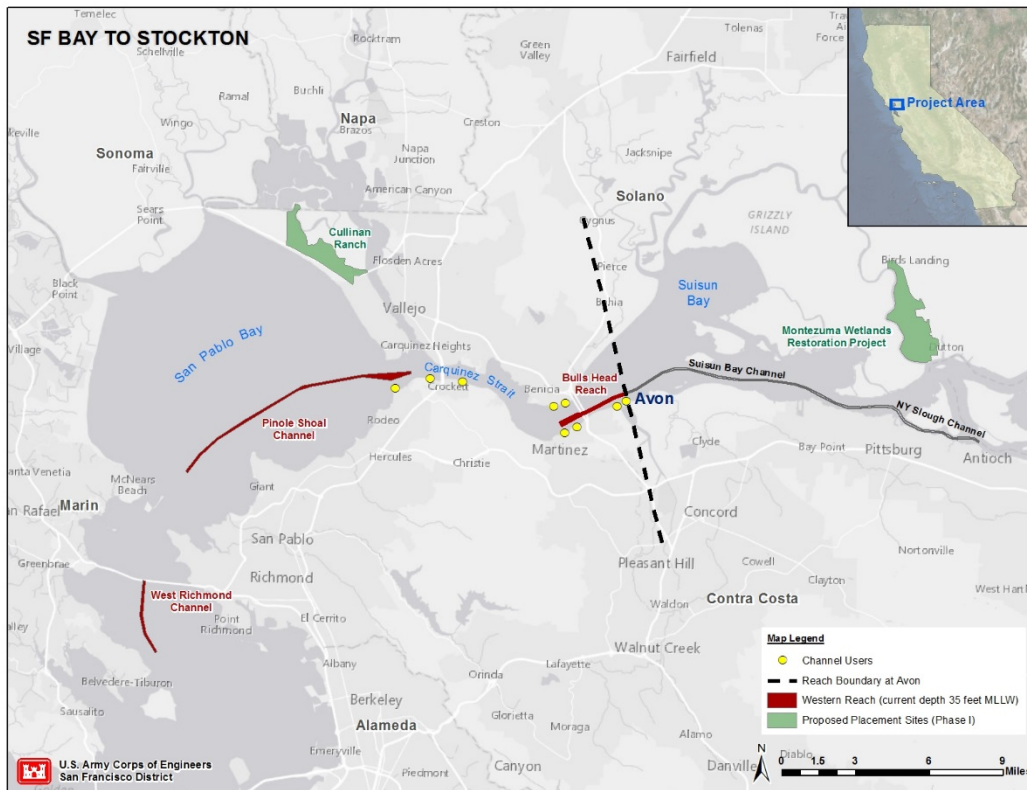 SF BAY TO STOCKTON
Temelec
Schellville
Rocktram
Tolenas
Green
Valley
Fairfield
Buchli
Ramal
Wingo
Napa
Brazos
Creston
Sonoma
Fairville
Napa
Junction
Jacksnipe
American Canyon
Solano
Sears
Point
Cygnus
GRIZZLY
ISLAND
Cullinan
Ranch
Flosden Acres
Pierce
Birds Landing
Black
Point
Bahia
Suisun
Bay
Vallejo
San Pablo Bay
Montezuma Wetlands
Restoration Project
Dutton
Carquinez Heights
Carquinez Strait
Bulls Head
Reach
Suisun Bay Channel
Benicia
Crockett
Avon
NY Slough Channel
Rodeo
Pinole Shoal
Channel
Martinez
Clyde
Bay Point
Pittsburg
Antioch
Hercules
Christie
Santa Venetia
McNears
Beach
Giant
Marin
San Rafael
Concord
San Pablo
Nortonville
Greenbrae
Pleasant Hill
Cowell
Richmond
Clayton
West Hart
West Richmond
Channel
Point
Richmond
El Cerrito
Waldon
Contra Costa
Walnut Creek
Albany
Belvedere-Tiburon
Orinda
Lafayette
Sausalito
Berkeley
Glorietta
Alameda
Moraga
Alamo
Emeryville
Piedmont
Canyon
Danville
Diablo
Project Area
Map Legend
Channel Users
Reach Boundary at Avon
Western Reach (current depth 35 feet MLLW)
Proposed Placement Sites (Phase I)
N
0 1.5 3 6 9
Miles
U.S. Army Corps of Engineers
San Francisco District